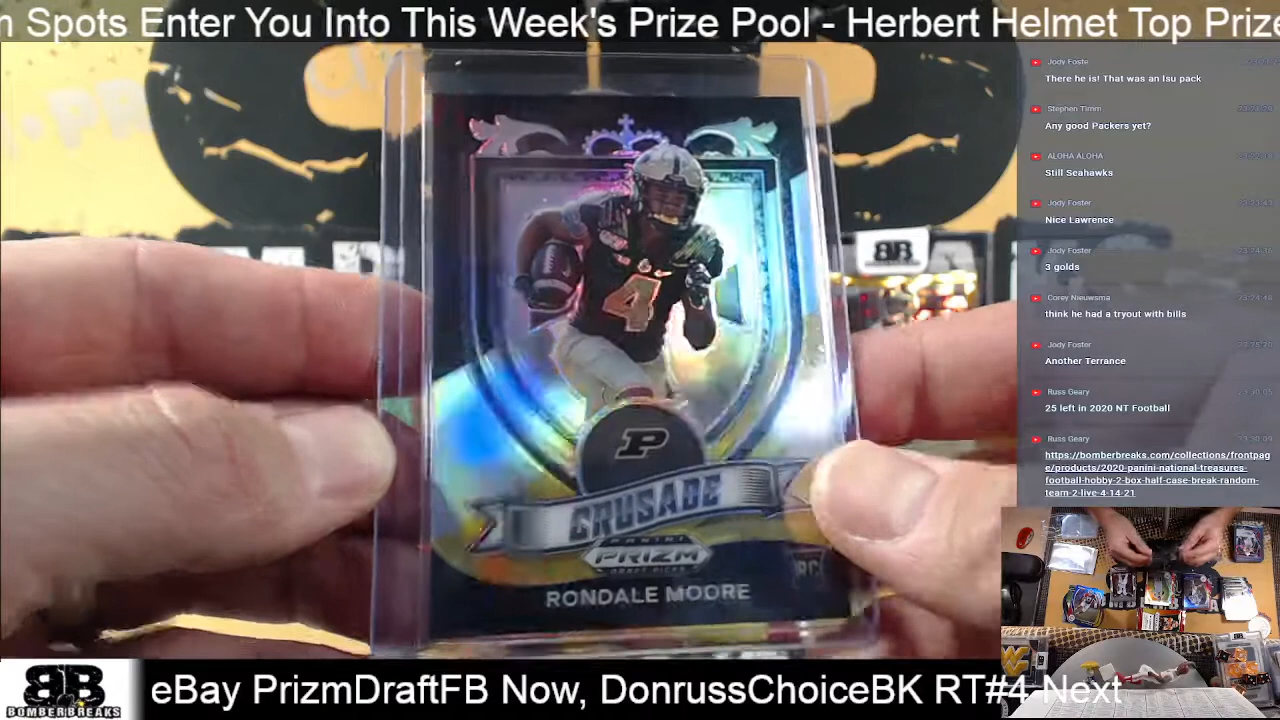 n Spots Enter You Into This Week's Prize Pool - Herbert Helmet Top Prize
Jody Foste
There he is! That was an lsu pack
Stephen Timm
Any good Packers yet?
ALOHA ALOHA
Still Seahawks
Jody Foster
Nice Lawrence
Jody Foster
3 golds
Corey Nieuwsma
think he had a tryout with bills
Jody Foster
Another Terrance
Russ Geary
25 left in 2020 NT Football
Russ Geary
https://bomberbreaks.com/collections/frontpag
e/products/2020-panini-national-treasures-
football-hobby-2-box-half-case-break-random-
team-2-live-4-14-21
4
P
CRUSADE
PANINI
PRIZM
DRAFT PICKS
RC
RONDALE MOORE
BB
BOMBERBREAKS
eBay PrizmDraftFB Now, DonrussChoiceBK RT#4-Next